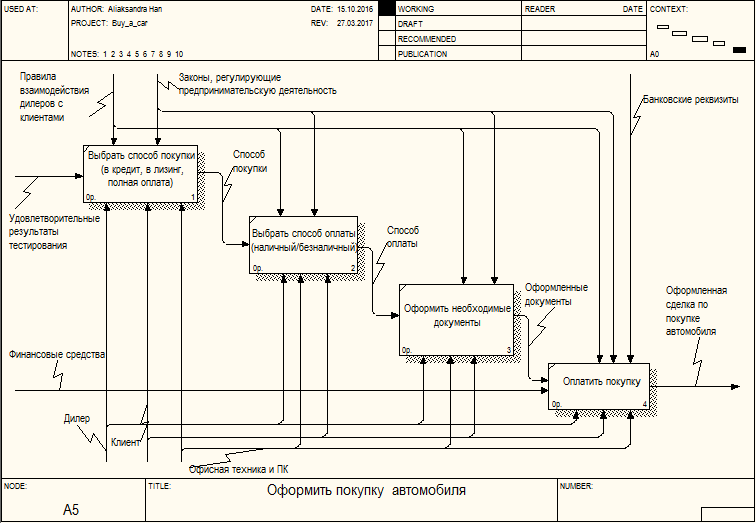 USED AT:
AUTHOR: Aliaksandra Han
DATE: 15.10.2016
PROJECT: Buy_a_car
REV: 27.03.2017
NOTES: 1 2 3 4 5 6 7 8 9 10
WORKING
DRAFT
RECOMMENDED
PUBLICATION
READER
DATE
CONTEXT:
A0
Правила
взаимодействия
дилеров с
клиентами
Законы, регулирующие
предпринимательскую деятельность
Банковские реквизиты
Выбрать способ покупки
(в кредит, в лизинг,
полная оплата)
0р.
1
Способ
покупки
Удовлетворительные
результаты
тестирования
Выбрать способ оплаты
(наличный/безналичный)
0р.
2
Способ
оплаты
Оформить необходимые
документы
0р.
3
Оформленные
документы
Оформленная
сделка по
покупке
автомобиля
Финансовые средства
Оплатить покупку
0р.
4
Дилер
Клиент
Офисная техника и ПК
NODE:
A5
TITLE:
Оформить покупку автомобиля
NUMBER: